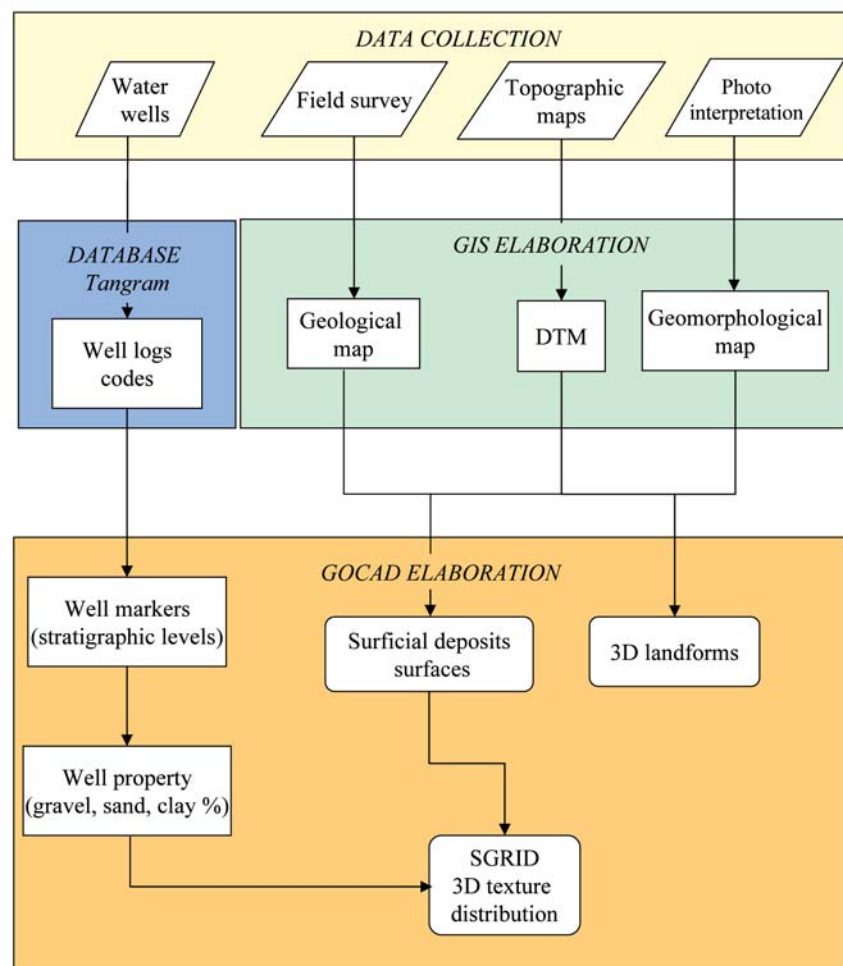 DATA COLLECTION
Water
wells
Field survey
Topographic
maps
Photo
interpretation
DATABASE
Tangram
Well logs
codes
GIS ELABORATION
Geological
map
DTM
Geomorphological
map
GOCAD ELABORATION
Well markers
(stratigraphic levels)
Surficial deposits
surfaces
3D landforms
Well property
(gravel, sand, clay %)
SGRID
3D texture
distribution